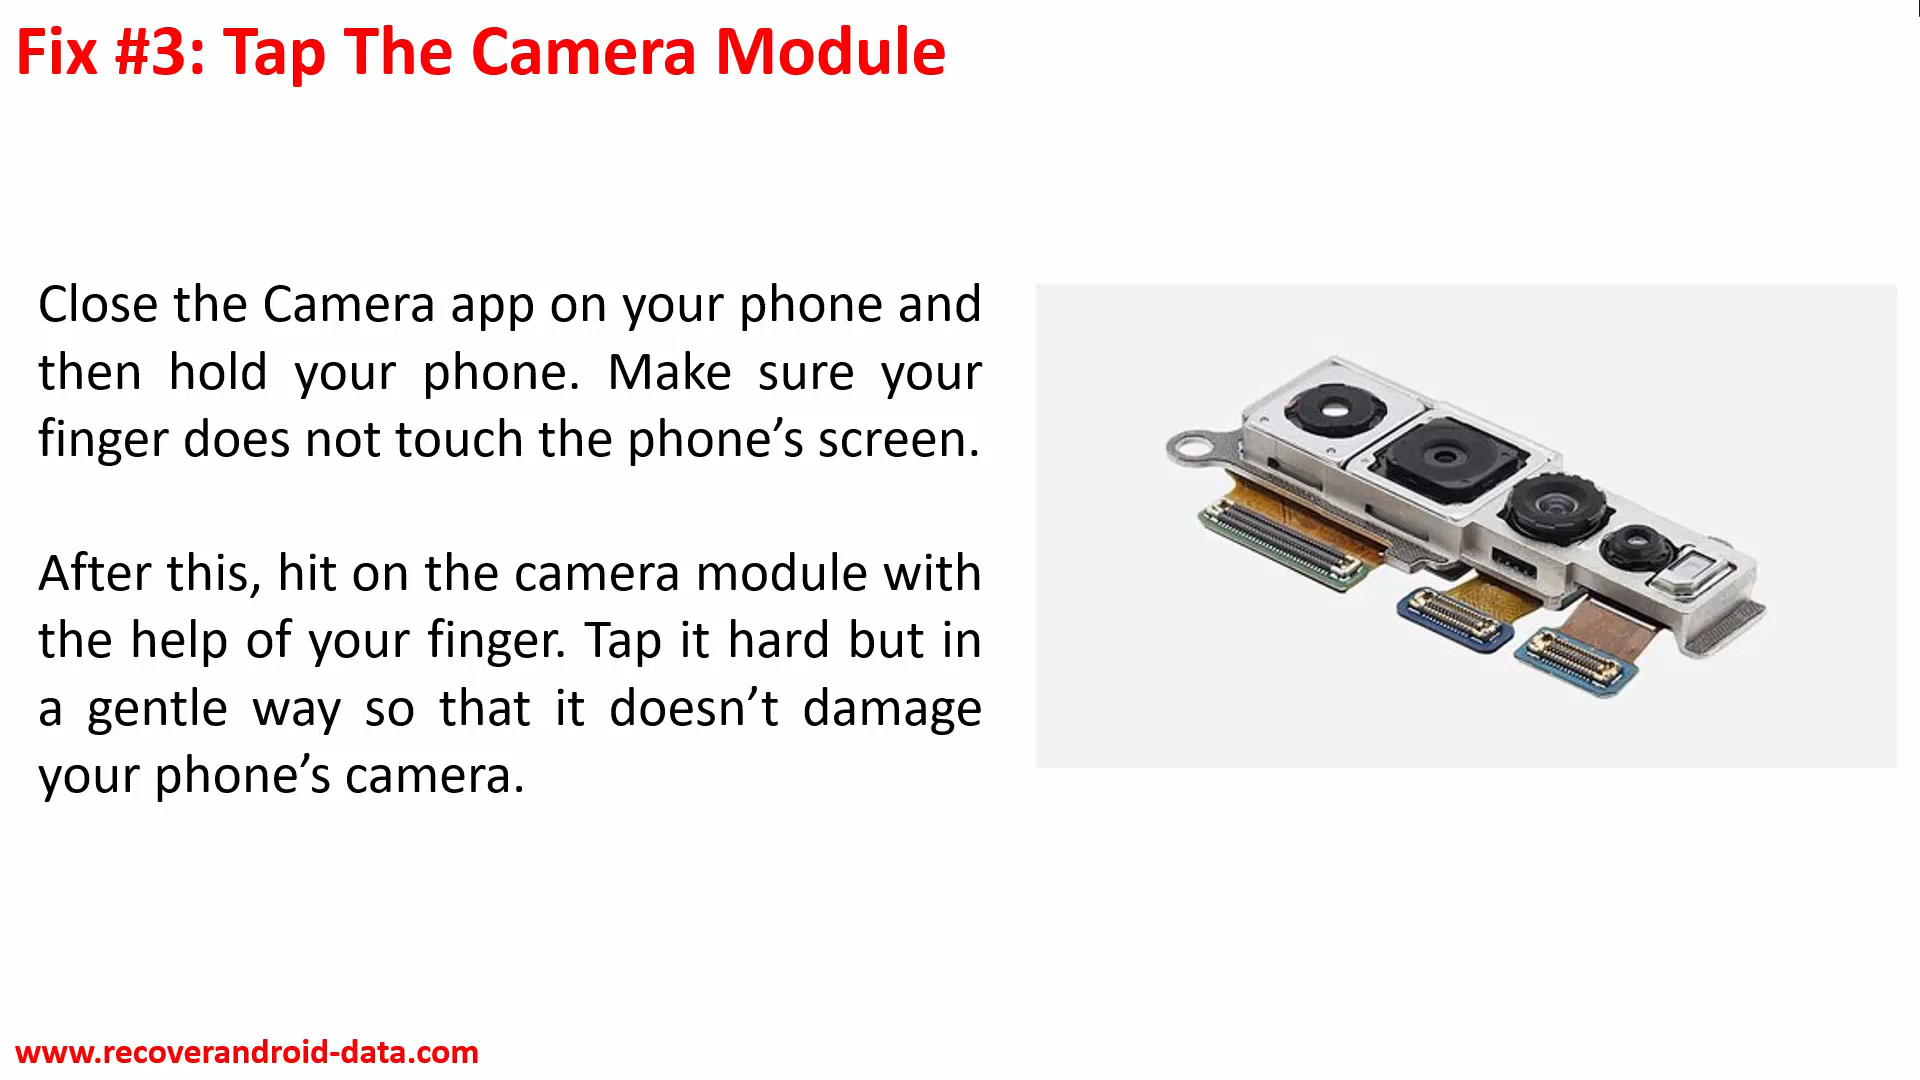 Fix #3: Tap The Camera Module
Close the Camera app on your phone and
then hold your phone. Make sure your
finger does not touch the phone’s screen.
After this, hit on the camera module with
the help of your finger. Tap it hard but in
a gentle way so that it doesn’t damage
your phone’s camera.
www.recoverandroid-data.com